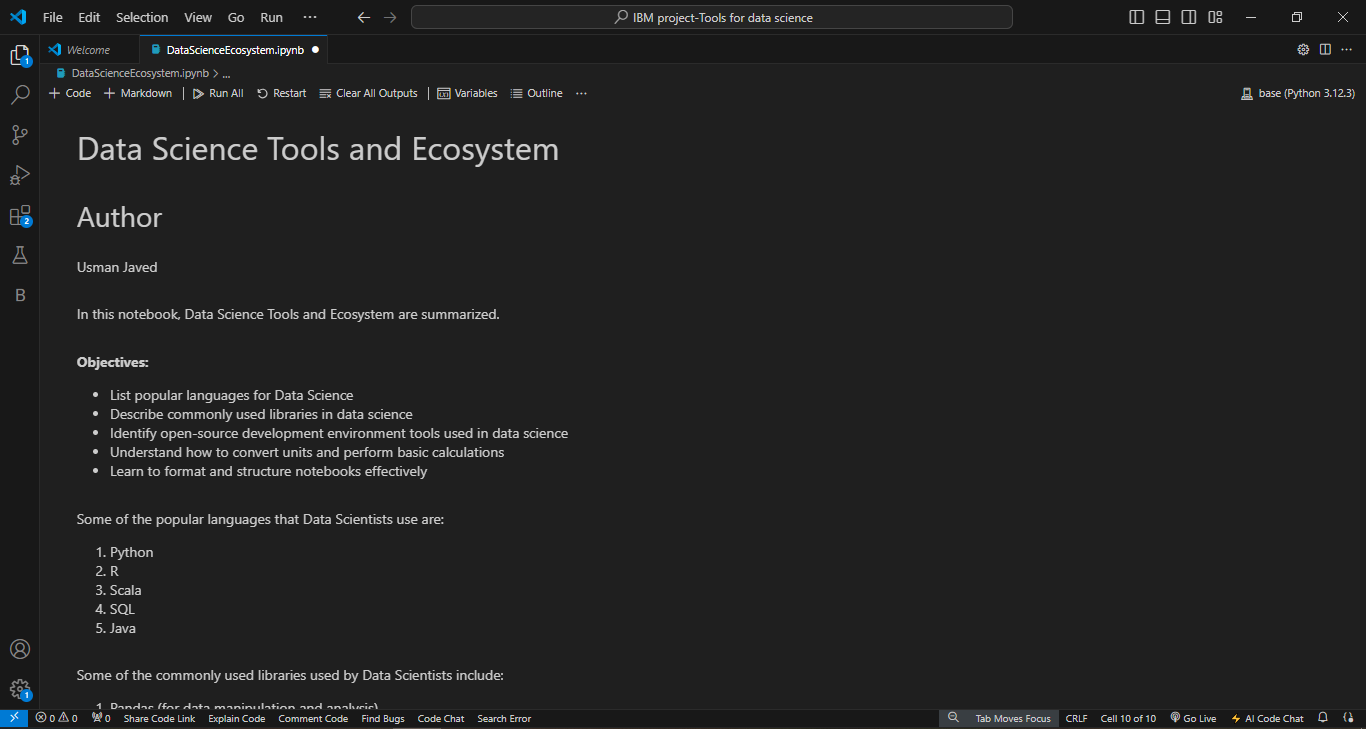 File Edit Selection View Go Run ··· IBM project-Tools for data science
Welcome DataScienceEcosystem.ipynb
DataScienceEcosystem.ipynb > ...
+ Code + Markdown Run All Restart Clear All Outputs Variables Outline ··· base (Python 3.12.3)
1
2
B
Data Science Tools and Ecosystem
Author
Usman Javed
In this notebook, Data Science Tools and Ecosystem are summarized.
Objectives:
• List popular languages for Data Science
• Describe commonly used libraries in data science
• Identify open-source development environment tools used in data science
• Understand how to convert units and perform basic calculations
• Learn to format and structure notebooks effectively
Some of the popular languages that Data Scientists use are:
1. Python
2. R
3. Scala
4. SQL
5. Java
Some of the commonly used libraries used by Data Scientists include:
1. Pandas (for data manipulation and analysis)
1
0 0 0 Share Code Link Explain Code Comment Code Find Bugs Code Chat Search Error Tab Moves Focus CRLF Cell 10 of 10 Go Live AI Code Chat